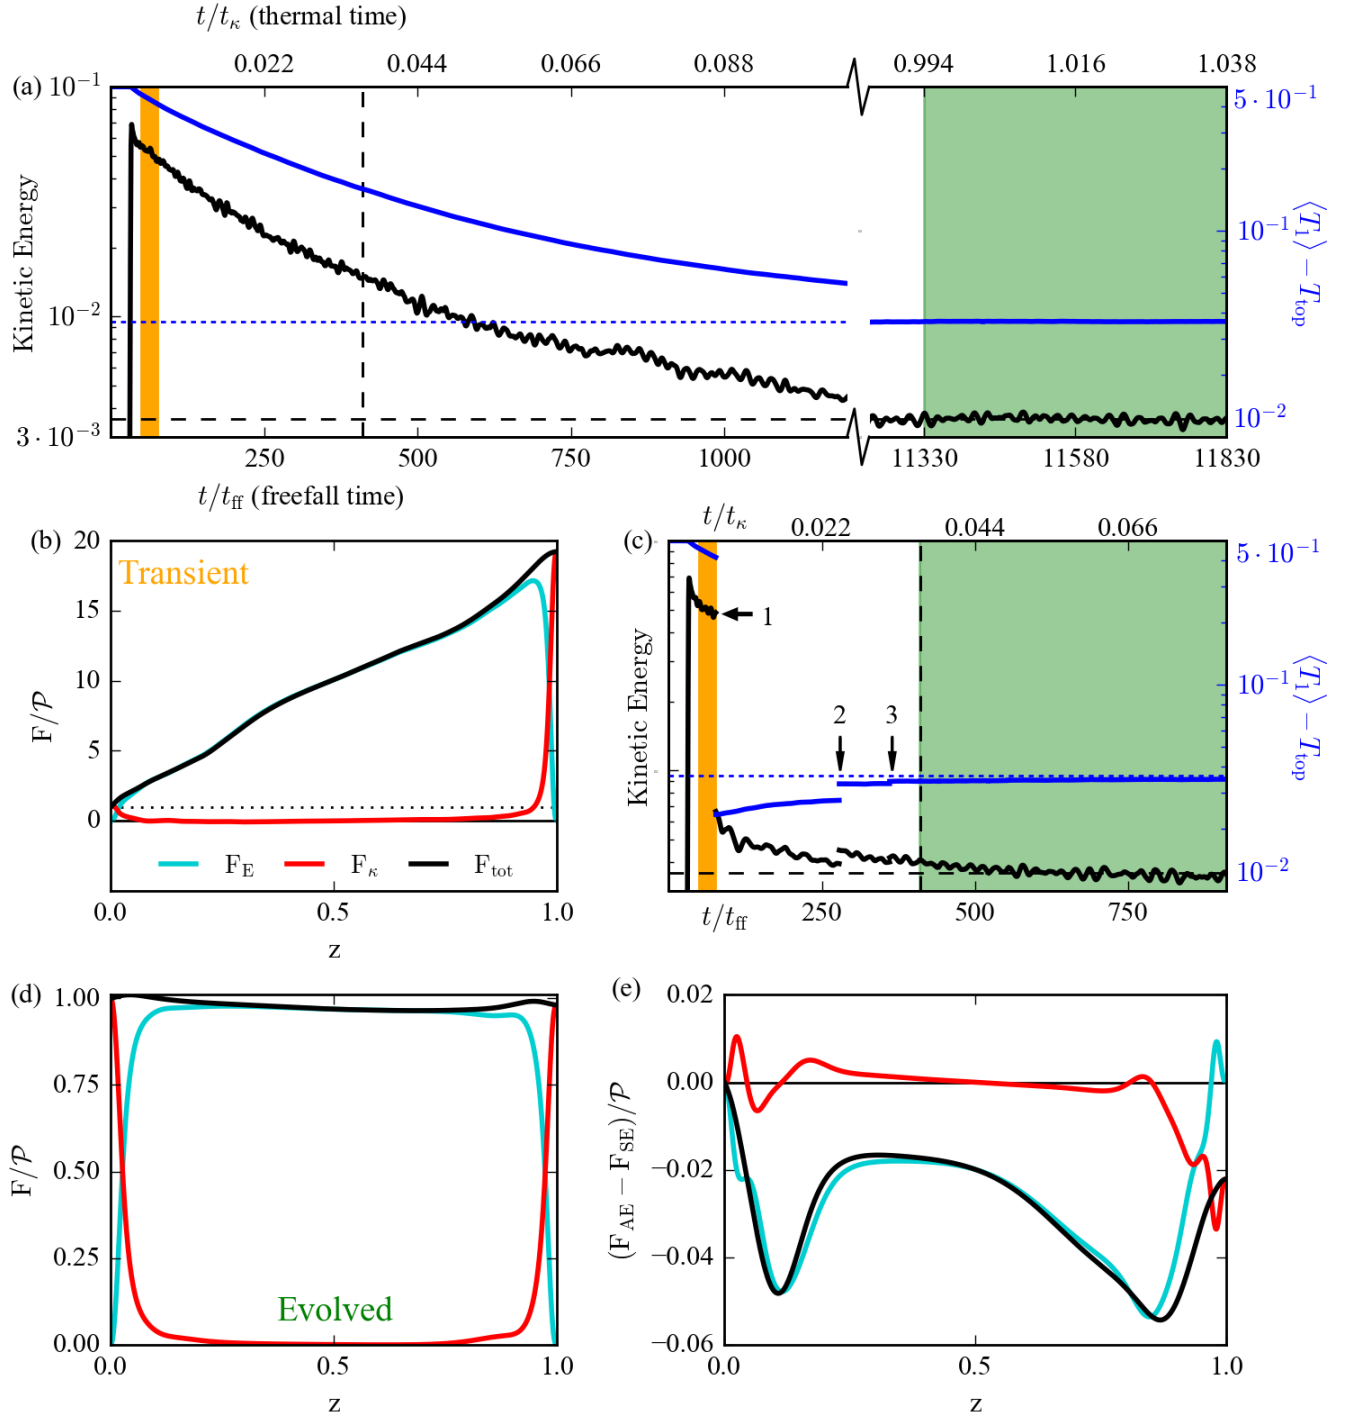 t/t_κ (thermal time)
0.022 0.044 0.066 0.088 0.994 1.016 1.038
(a)
10⁻¹
10⁻²
3 · 10⁻³
Kinetic Energy
5 · 10⁻¹
10⁻¹
10⁻²
⟨T₁⟩ − T_top
250 500 750 1000 11330 11580 11830
t/t_ff (freefall time)
(b)
20
15
10
5
0
F/𝒫
Transient
F_E F_κ F_tot
0.0 0.5 1.0
z
(c)
t/t_κ
0.022 0.044 0.066
Kinetic Energy
1
2 3
5 · 10⁻¹
10⁻¹
10⁻²
⟨T₁⟩ − T_top
t/t_ff
250 500 750
(d)
1.00
0.75
0.50
0.25
0.00
F/𝒫
Evolved
0.0 0.5 1.0
z
(e)
0.02
0.00
−0.02
−0.04
−0.06
(F_AE − F_SE)/𝒫
0.0 0.5 1.0
z